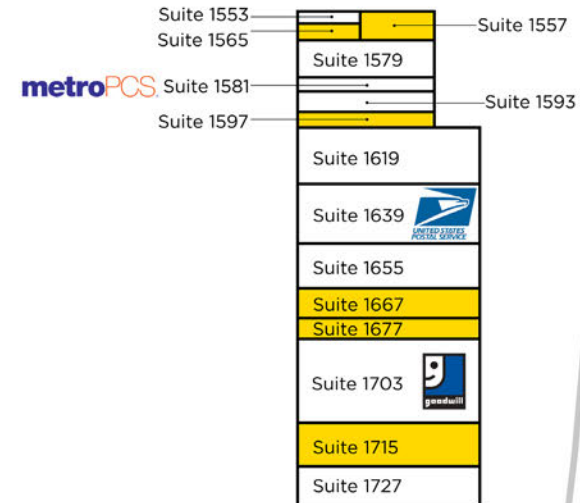 Suite 1553
Suite 1557
Suite 1565
Suite 1579
metroPCS. Suite 1581
Suite 1593
Suite 1597
Suite 1619
Suite 1639
UNITED STATES
POSTAL SERVICE
Suite 1655
Suite 1667
Suite 1677
Suite 1703
goodwill
Suite 1715
Suite 1727